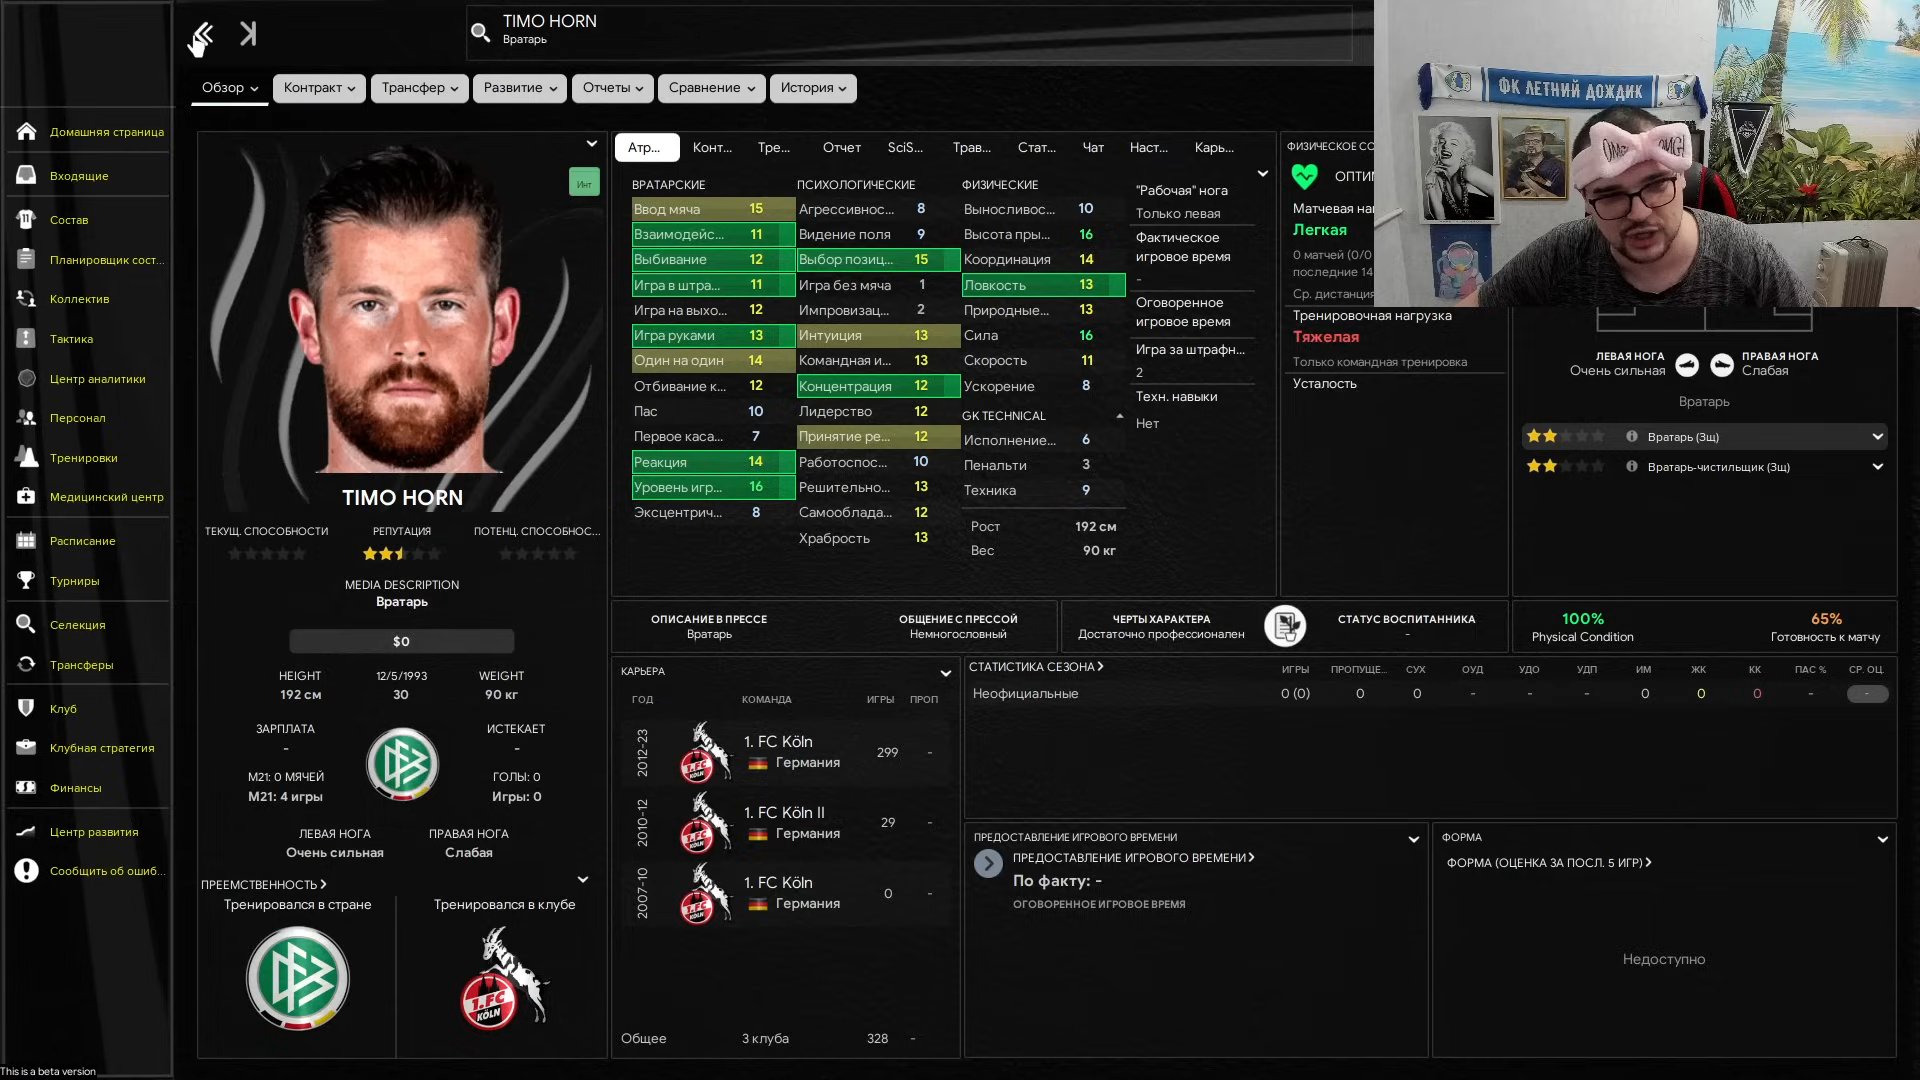 TIMO HORN
Вратарь
Обзор
Контракт
Трансфер
Развитие
Отчеты
Сравнение
История
Домашняя страница
Входящие
Состав
Планировщик сост...
Коллектив
Тактика
Центр аналитики
Персонал
Тренировки
Медицинский центр
Расписание
Турниры
Селекция
Трансферы
Клуб
Клубная стратегия
Финансы
Центр развития
Сообщить об ошиб...
This is a beta version
Инт
TIMO HORN
ТЕКУЩ. СПОСОБНОСТИ
РЕПУТАЦИЯ
ПОТЕНЦ. СПОСОБНОС...
MEDIA DESCRIPTION
Вратарь
$0
HEIGHT
192 см
12/5/1993
30
WEIGHT
90 кг
ЗАРПЛАТА
-
ИСТЕКАЕТ
-
М21: 0 МЯЧЕЙ
М21: 4 игры
ГОЛЫ: 0
Игры: 0
ЛЕВАЯ НОГА
Очень сильная
ПРАВАЯ НОГА
Слабая
ПРЕЕМСТВЕННОСТЬ
Тренировался в стране
Тренировался в клубе
1.FC
KÖLN
Атр...
Конт...
Тре...
Отчет
SciS...
Трав...
Стат...
Чат
Наст...
Карь...
ВРАТАРСКИЕ
Ввод мяча 15
Взаимодейс... 11
Выбивание 12
Игра в штра... 11
Игра на выхо... 12
Игра руками 13
Один на один 14
Отбивание к... 12
Пас 10
Первое каса... 7
Реакция 14
Уровень игр... 16
Эксцентрич... 8
ПСИХОЛОГИЧЕСКИЕ
Агрессивнос... 8
Видение поля 9
Выбор позиц... 15
Игра без мяча 1
Импровизац... 2
Интуиция 13
Командная и... 13
Концентрация 12
Лидерство 12
Принятие ре... 12
Работоспос... 10
Решительно... 13
Самооблада... 12
Храбрость 13
ФИЗИЧЕСКИЕ
Выносливос... 10
Высота пры... 16
Координация 14
Ловкость 13
Природные... 13
Сила 16
Скорость 11
Ускорение 8
GK TECHNICAL
Исполнение... 6
Пенальти 3
Техника 9
Рост 192 см
Вес 90 кг
"Рабочая" нога
Только левая
Фактическое
игровое время
-
Оговоренное
игровое время
Игра за штрафн...
2
Техн. навыки
Нет
ФИЗИЧЕСКОЕ СО
ОПТИМ
Матчевая на
Легкая
0 матчей (0/0
последние 14
Ср. дистанция
Тренировочная нагрузка
Тяжелая
Только командная тренировка
Усталость
ФК ЛЕТНИЙ ДОЖДИК
ЛЕВАЯ НОГА
Очень сильная
ПРАВАЯ НОГА
Слабая
Вратарь
Вратарь (Зщ)
Вратарь-чистильщик (Зщ)
ОПИСАНИЕ В ПРЕССЕ
Вратарь
ОБЩЕНИЕ С ПРЕССОЙ
Немногословный
ЧЕРТЫ ХАРАКТЕРА
Достаточно профессионален
СТАТУС ВОСПИТАННИКА
-
100%
Physical Condition
65%
Готовность к матчу
КАРЬЕРА
ГОД КОМАНДА ИГРЫ ПРОП
2012-23 1. FC Köln 299 -
Германия
2010-12 1. FC Köln II 29 -
Германия
2007-10 1. FC Köln 0 -
Германия
Общее 3 клуба 328 -
СТАТИСТИКА СЕЗОНА ИГРЫ ПРОПУЩЕ... СУХ ОУД УДО УДП ИМ ЖК КК ПАС % СР. ОЦ.
Неофициальные 0 (0) 0 0 - - - 0 0 0 - -
ПРЕДОСТАВЛЕНИЕ ИГРОВОГО ВРЕМЕНИ
ПРЕДОСТАВЛЕНИЕ ИГРОВОГО ВРЕМЕНИ
По факту: -
ОГОВОРЕННОЕ ИГРОВОЕ ВРЕМЯ
ФОРМА
ФОРМА (ОЦЕНКА ЗА ПОСЛ. 5 ИГР)
Недоступно